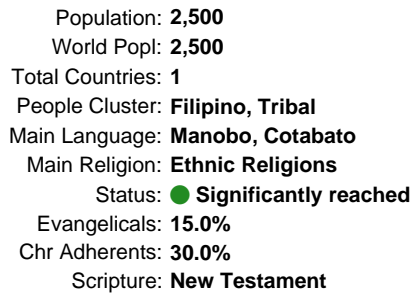 Population: 2,500
World Popl: 2,500
Total Countries: 1
People Cluster: Filipino, Tribal
Main Language: Manobo, Cotabato
Main Religion: Ethnic Religions
Status: Significantly reached
Evangelicals: 15.0%
Chr Adherents: 30.0%
Scripture: New Testament